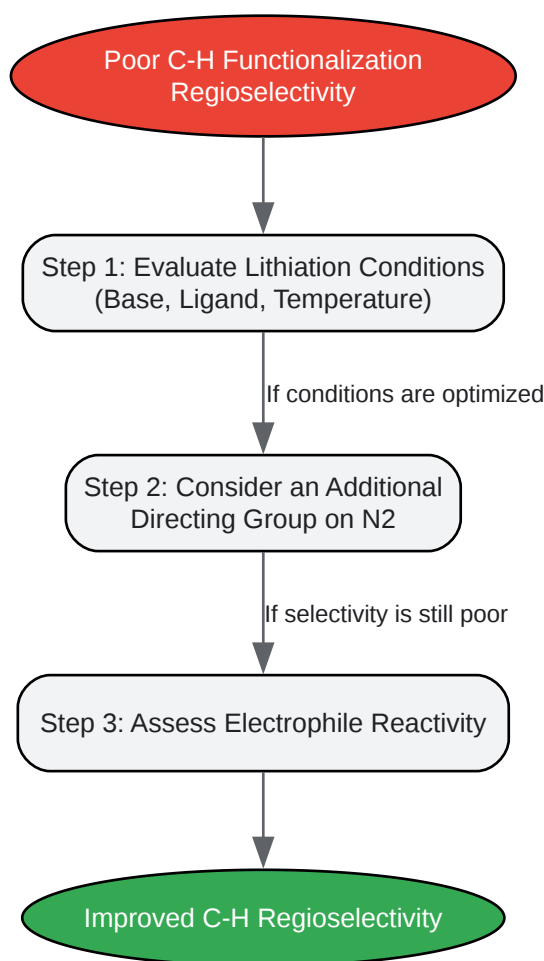 Poor C-H Functionalization
Regioselectivity
Step 1: Evaluate Lithiation Conditions
(Base, Ligand, Temperature)
If conditions are optimized
Step 2: Consider an Additional
Directing Group on N2
If selectivity is still poor
Step 3: Assess Electrophile Reactivity
Improved C-H Regioselectivity